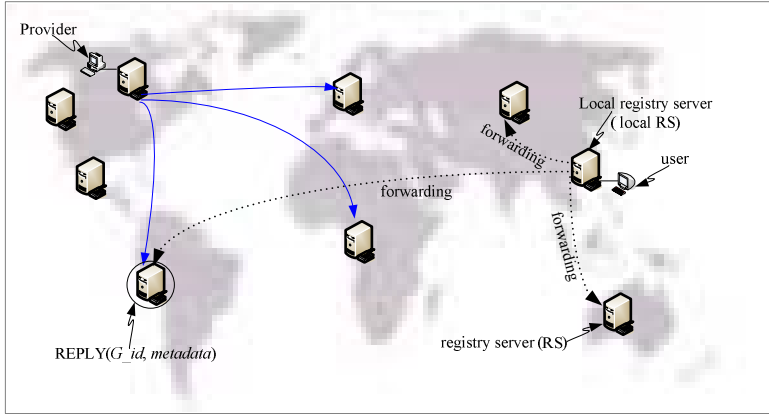 Provider
Local registry server
( local RS)
forwarding
user
forwarding
forwarding
registry server (RS)
REPLY(G_id, metadata)